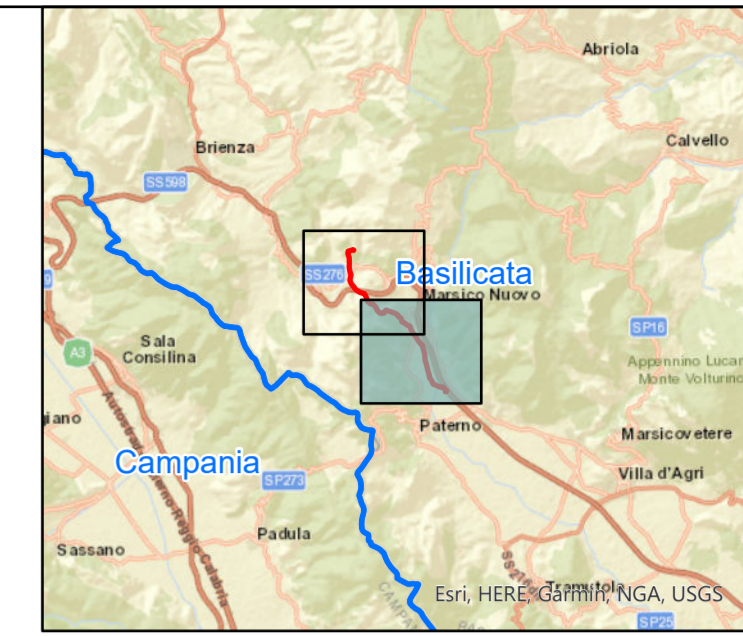 Abriola
Calvello
Brienza
SS598
SS276
Basilicata
Marsico Nuovo
SP16
Sala
Consilina
A3
Appennino Lucar
Monte Volturino
iano
Paterno
Marsicovetere
Campania
SP273
Villa d'Agri
Padula
Sassano
Tramutola
Esri, HERE, Garmin, NGA, USGS
SP25